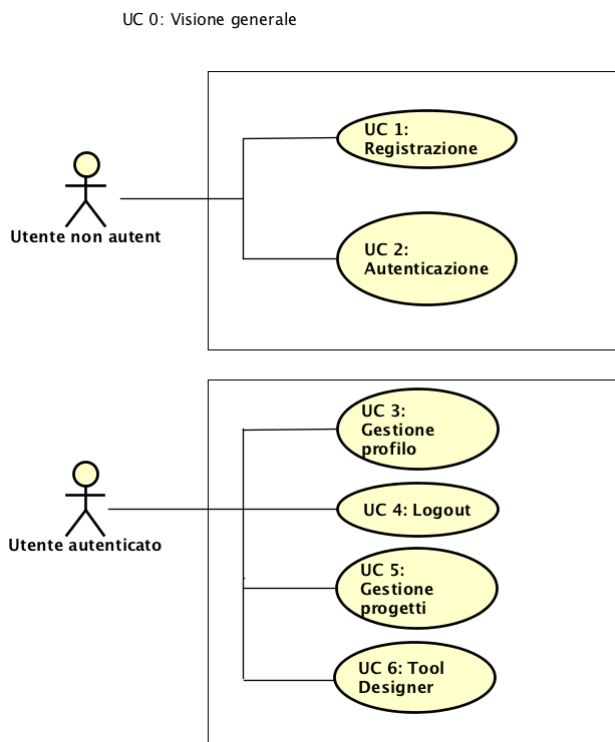 UC 0: Visione generale
UC 1:
Registrazione
Utente non autent
UC 2:
Autenticazione
UC 3:
Gestione
profilo
UC 4: Logout
Utente autenticato
UC 5:
Gestione
progetti
UC 6: Tool
Designer